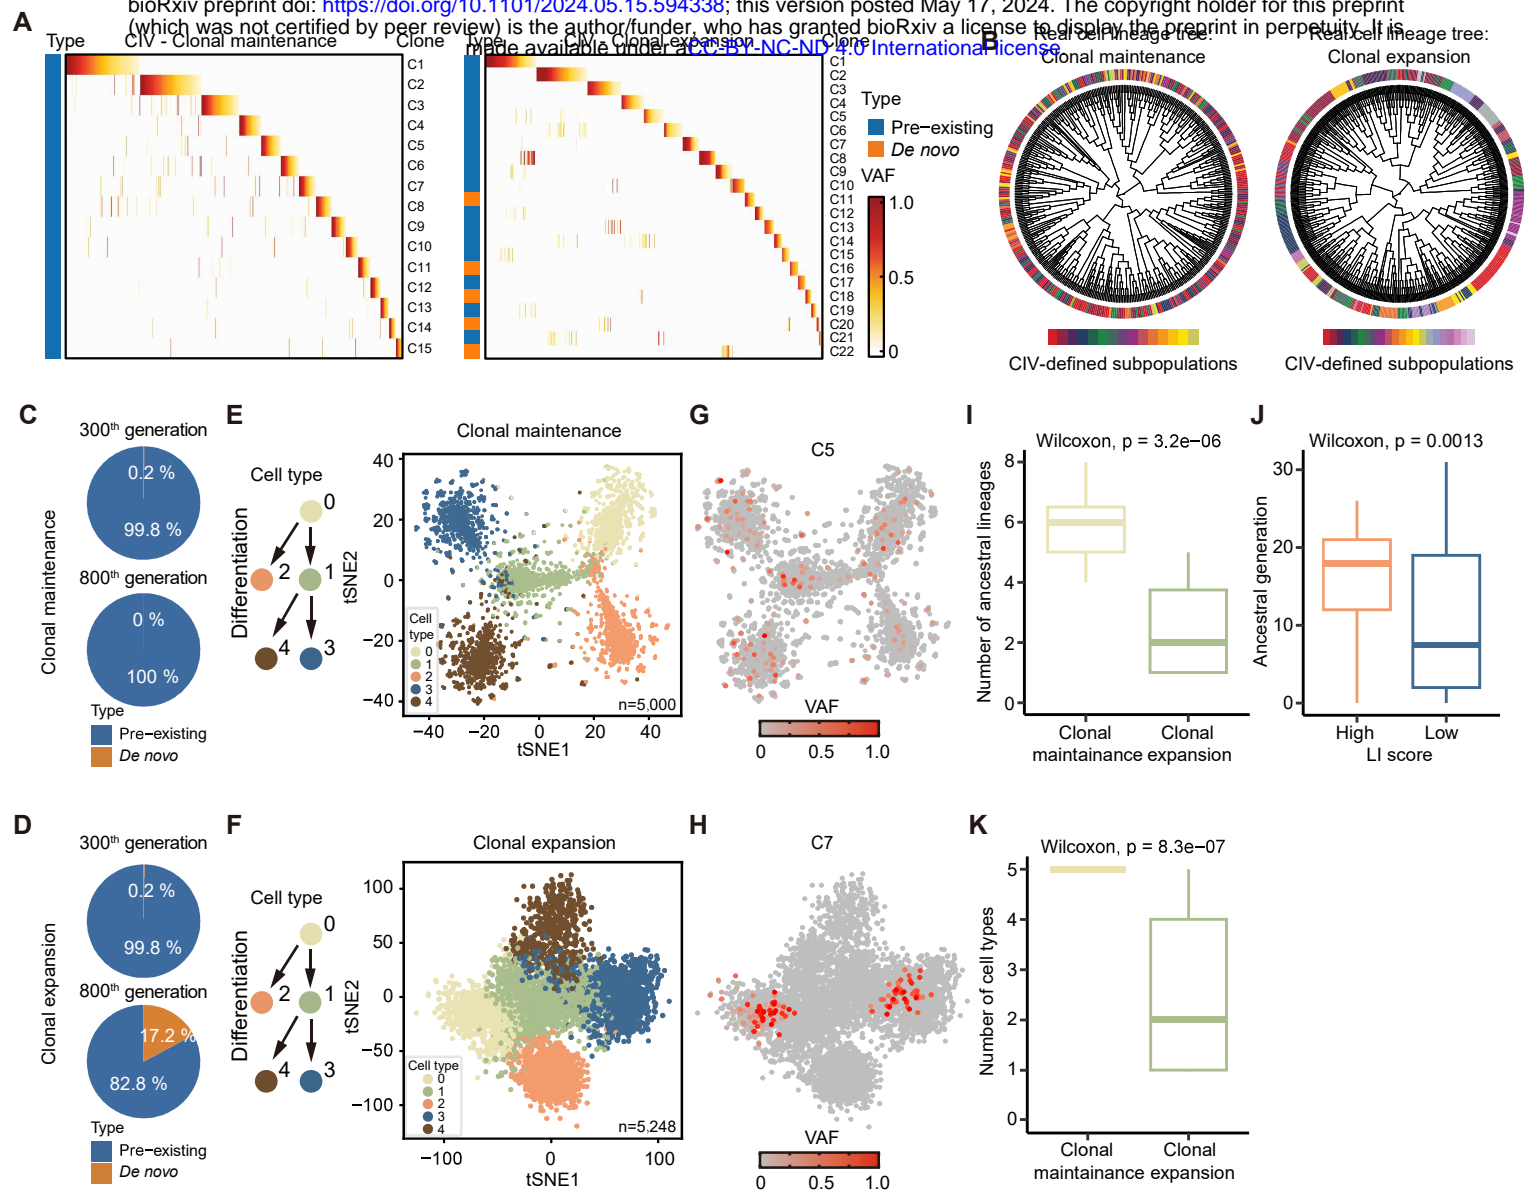 bioRxiv preprint doi: https://doi.org/10.1101/2024.05.15.594338; this version posted May 17, 2024. The copyright holder for this preprint
(which was not certified by peer review) is the author/funder, who has granted bioRxiv a license to display the preprint in perpetuity. It is
made available under aCC-BY-NC-ND 4.0 International license.
A
Type
CIV - Clonal maintenance
Clone
C1
C2
C3
C4
C5
C6
C7
C8
C9
C10
C11
C12
C13
C14
C15
Type
CIV - Clonal expansion
Clone
C1
C2
C3
C4
C5
C6
C7
C8
C9
C10
C11
C12
C13
C14
C15
C16
C17
C18
C19
C20
C21
C22
Type
Pre−existing
De novo
VAF
1.0
0.5
0
B
Real cell lineage tree:
Clonal maintenance
CIV-defined subpopulations
Real cell lineage tree:
Clonal expansion
CIV-defined subpopulations
C
Clonal maintenance
300th generation
0.2 %
99.8 %
800th generation
0 %
100 %
Type
Pre−existing
De novo
E
Cell type
Differentiation
0
2
1
4
3
Clonal maintenance
tSNE2
40
20
0
−20
−40
Cell
type
0
1
2
3
4
n=5,000
−40
−20
0
20
40
tSNE1
G
C5
VAF
0
0.5
1.0
I
Wilcoxon, p = 3.2e−06
Number of ancestral lineages
8
6
4
2
0
Clonal
maintainance
Clonal
expansion
J
Wilcoxon, p = 0.0013
Ancestral generation
30
20
10
0
High
Low
LI score
D
Clonal expansion
300th generation
0.2 %
99.8 %
800th generation
17.2 %
82.8 %
Type
Pre−existing
De novo
F
Cell type
Differentiation
0
2
1
4
3
Clonal expansion
tSNE2
100
50
0
−50
−100
Cell type
0
1
2
3
4
n=5,248
−100
0
100
tSNE1
H
C7
VAF
0
0.5
1.0
K
Wilcoxon, p = 8.3e−07
Number of cell types
5
4
3
2
1
0
Clonal
maintainance
Clonal
expansion